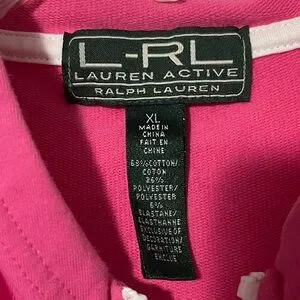 L-RL
LAUREN ACTIVE
RALPH LAUREN
XL
MADE IN
CHINA
FAIT EN
CHINE
68%COTTON/
COTON
26%
POLYESTER/
POLYESTER
6%
ELASTANE/
ELASTHANNE
EXCLUSIVE OF
DECORATION/
GARNITURE
EXCLUE